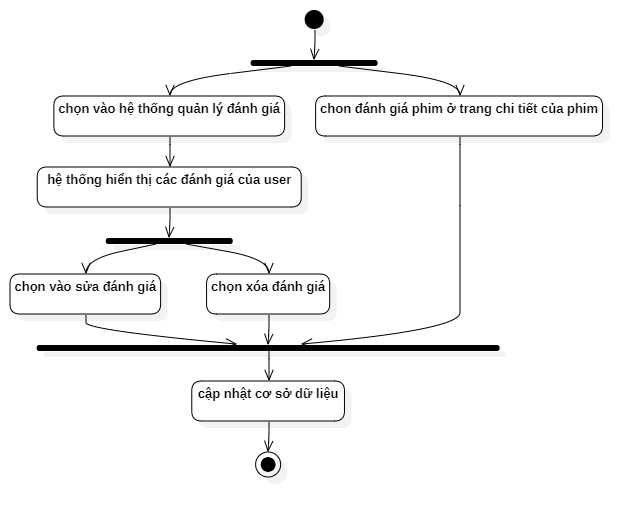 chọn vào hệ thống quản lý đánh giá
chon đánh giá phim ở trang chi tiết của phim
hệ thống hiển thị các đánh giá của user
chọn vào sửa đánh giá
chọn xóa đánh giá
cập nhật cơ sở dữ liệu